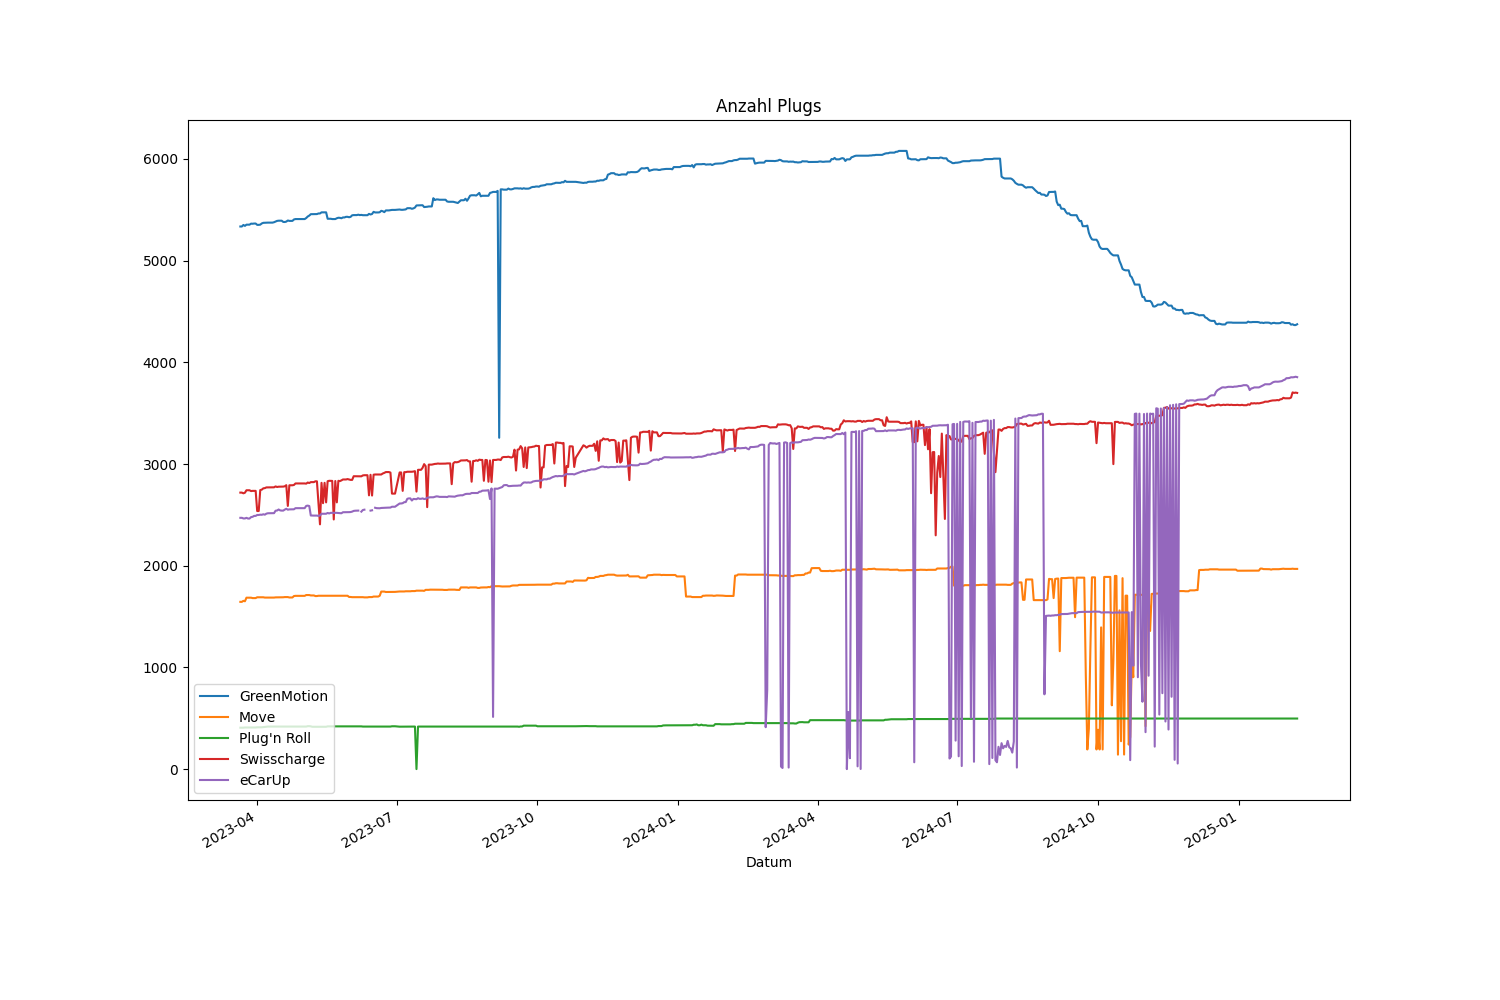 Anzahl Plugs
6000
5000
4000
3000
2000
1000
0
GreenMotion
Move
Plug'n Roll
Swisscharge
eCarUp
2023-04
2023-07
2023-10
2024-01
2024-04
2024-07
2024-10
2025-01
Datum